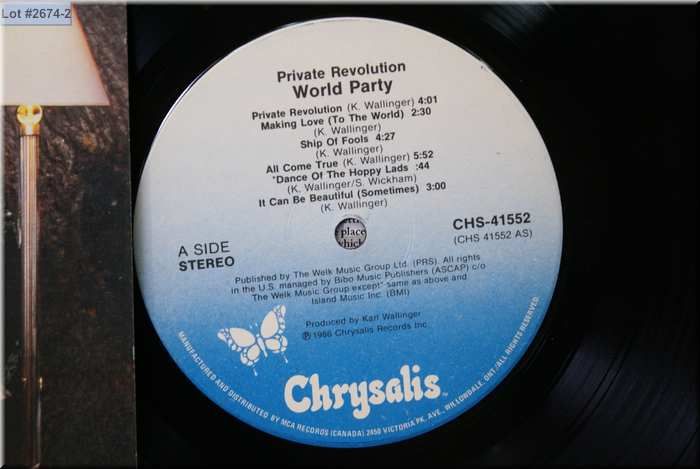 Lot #2674-2
Private Revolution
World Party
Private Revolution (K. Wallinger) 4:01
Making Love (To The World) 2:30
(K. Wallinger)
Ship Of Fools 4:27
(K. Wallinger)
All Come True (K. Wallinger) 5:52
*Dance Of The Hoppy Lads :44
(K. Wallinger/S. Wickham)
It Can Be Beautiful (Sometimes) 3:00
(K. Wallinger)
place
A SIDE
STEREO
CHS-41552
(CHS 41552 AS)
Published by The Welk Music Group Ltd. (PRS). All rights
in the U.S. managed by Bibo Music Publishers (ASCAP) c/o
The Welk Music Group except* same as above and
Island Music Inc. (BMI)
Produced by Karl Wallinger
℗ 1986 Chrysalis Records Inc.
Chrysalis
MANUFACTURED AND DISTRIBUTED BY MCA RECORDS (CANADA) 2450 VICTORIA PK. AVE., WILLOWDALE, ONT./ALL RIGHTS RESERVED.